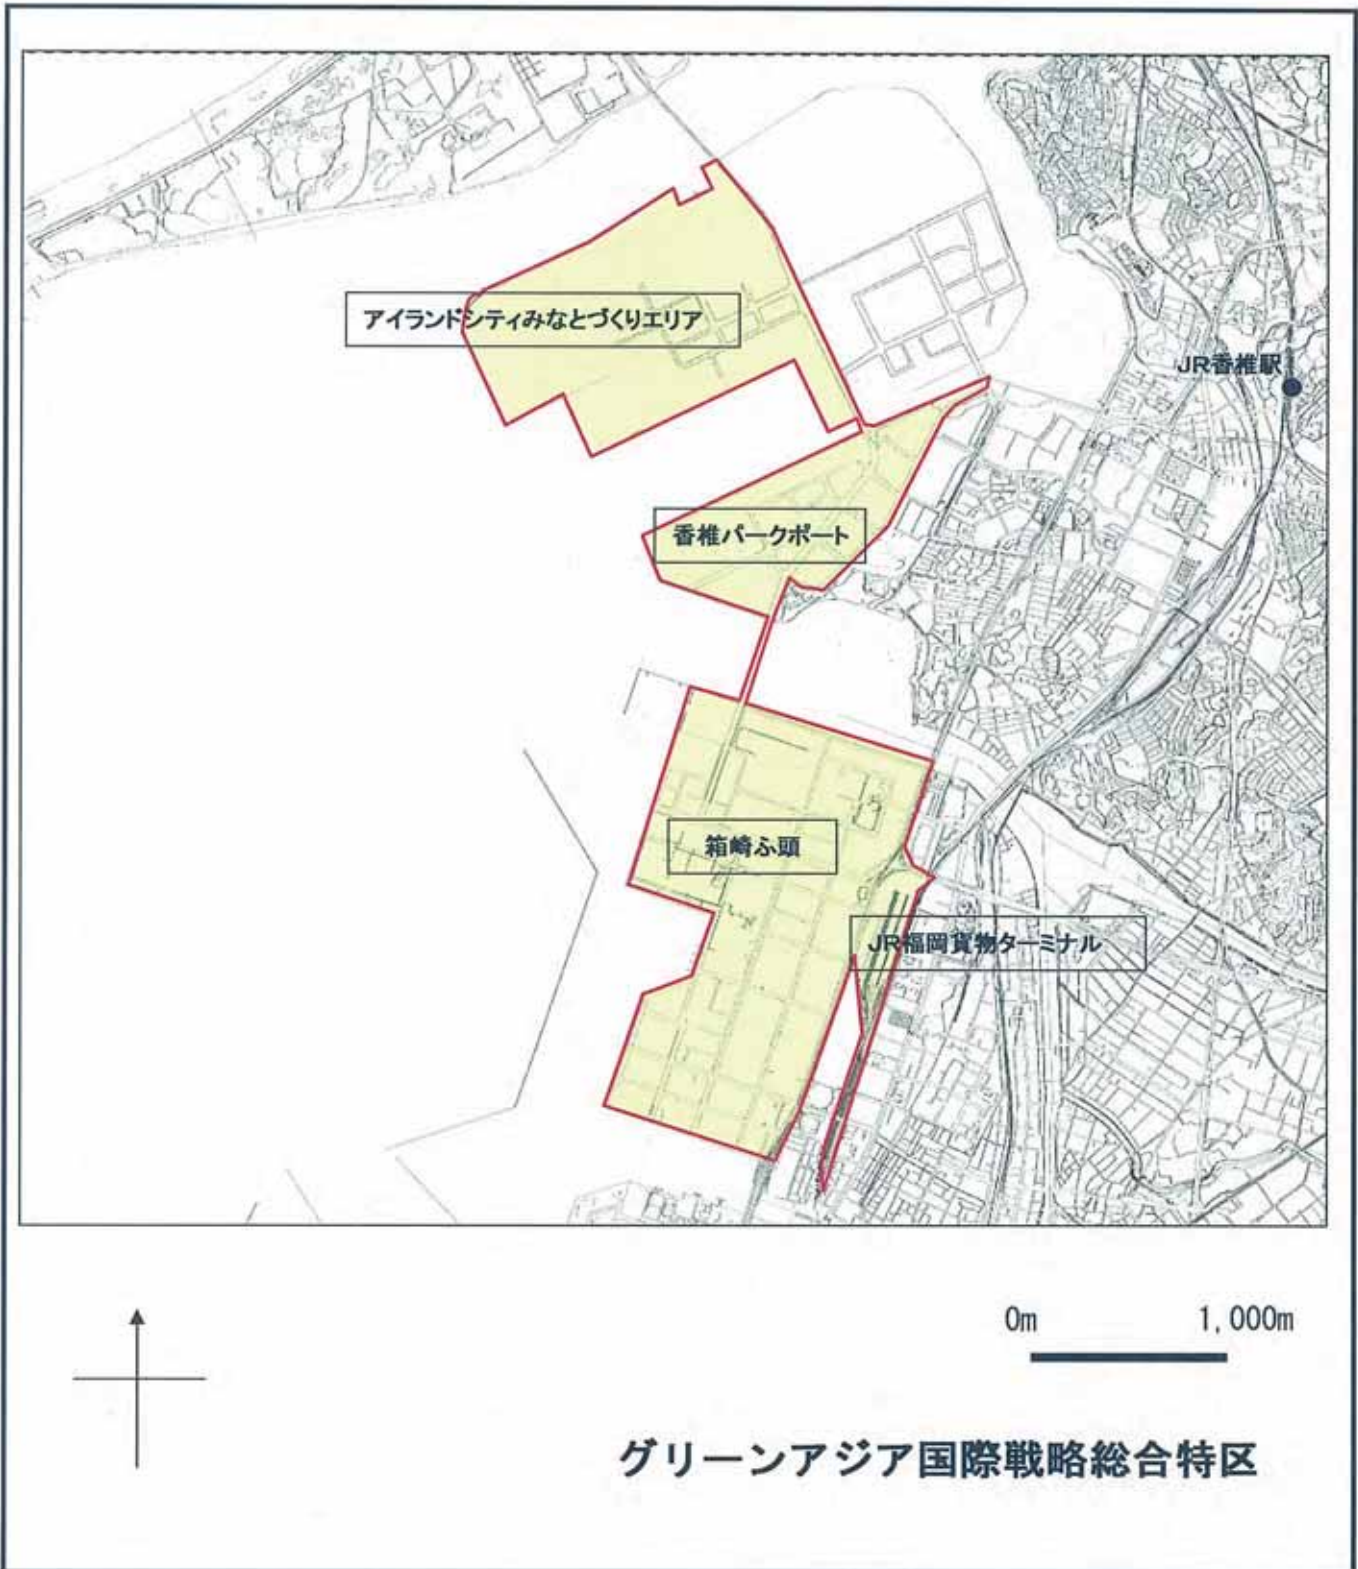 アイランドシティみなとづくりエリア
JR香椎駅
香椎パークポート
箱崎ふ頭
JR福岡貨物ターミナル
0m 1,000m
グリーンアジア国際戦略総合特区